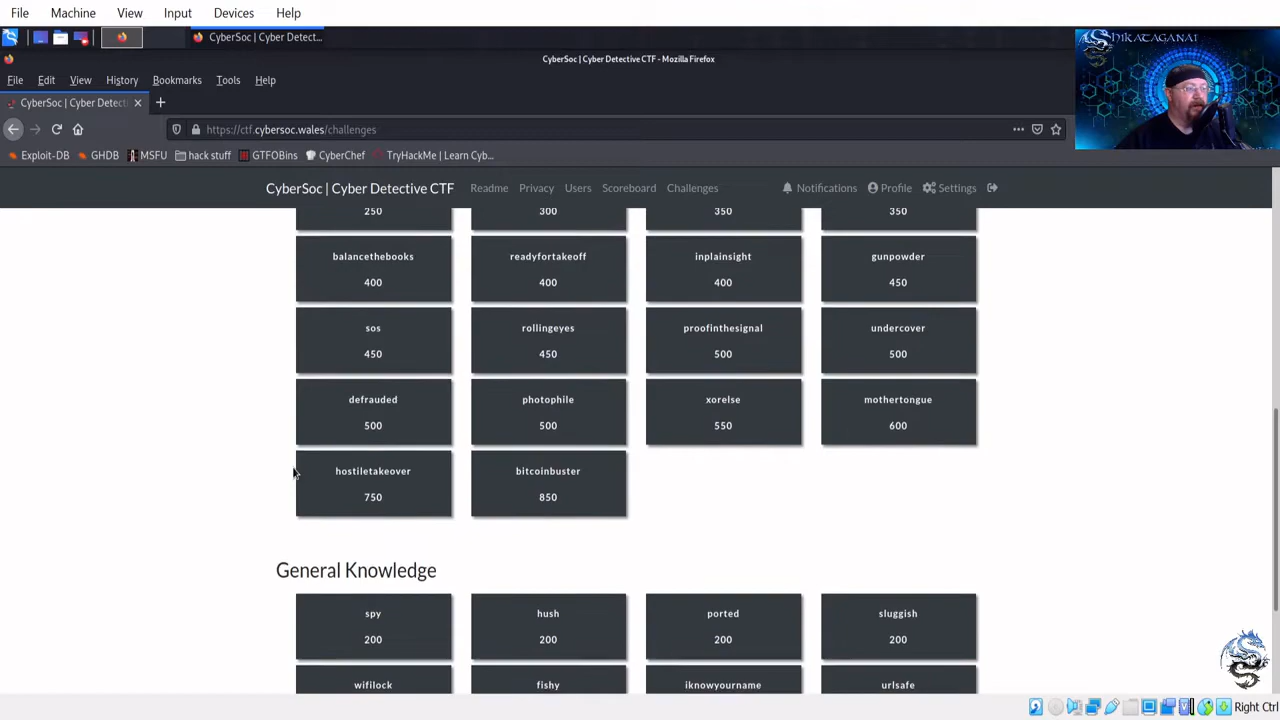 File Machine View Input Devices Help
CyberSoc | Cyber Detect...
CyberSoc | Cyber Detective CTF - Mozilla Firefox
File Edit View History Bookmarks Tools Help
CyberSoc | Cyber Detecti
https://ctf.cybersoc.wales/challenges
Exploit-DB GHDB MSFU hack stuff GTFOBins CyberChef TryHackMe | Learn Cyb...
SHIKATAGANAI
CyberSoc | Cyber Detective CTF Readme Privacy Users Scoreboard Challenges Notifications Profile Settings
250 300 350 350
balancethebooks readyfortakeoff inplainsight gunpowder
400 400 400 450
sos rollingeyes proofinthesignal undercover
450 450 500 500
defrauded photophile xorelse mothertongue
500 500 550 600
hostiletakeover bitcoinbuster
750 850
General Knowledge
spy hush ported sluggish
200 200 200 200
wifilock fishy iknowyourname urlsafe
Right Ctrl